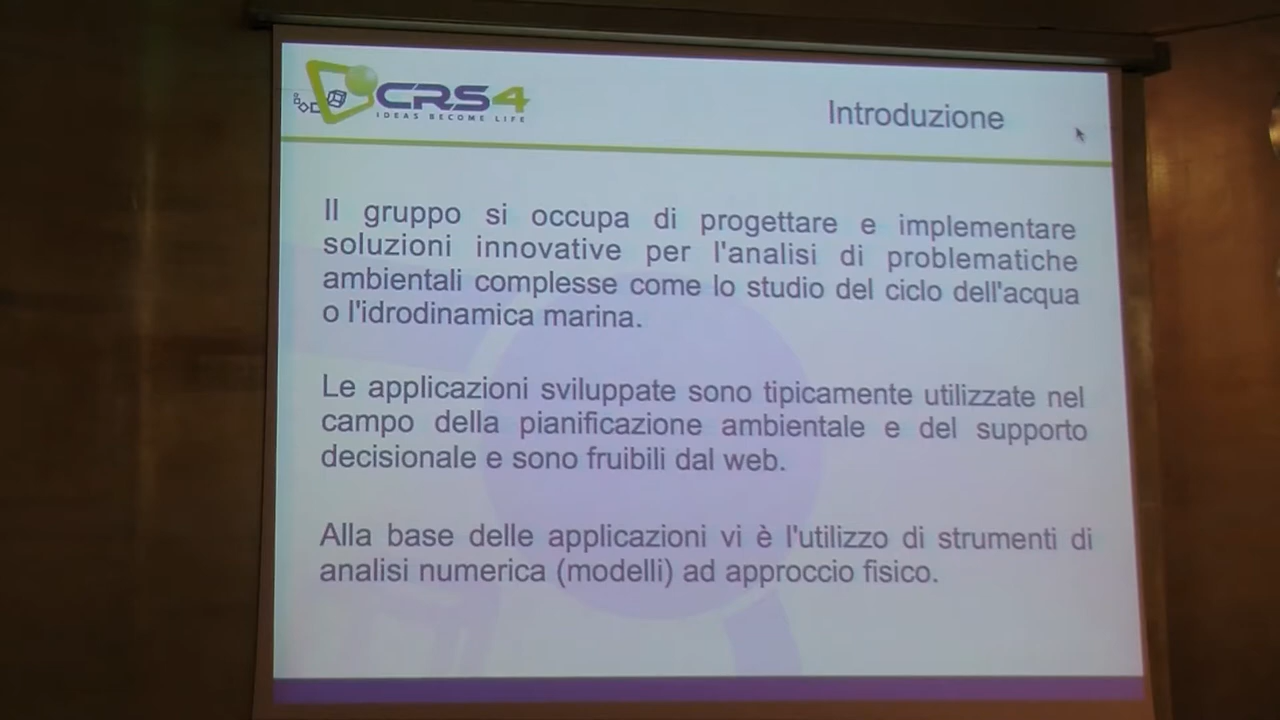 CRS4
IDEAS BECOME LIFE
Introduzione
Il gruppo si occupa di progettare e implementare
soluzioni innovative per l'analisi di problematiche
ambientali complesse come lo studio del ciclo dell'acqua
o l'idrodinamica marina.
Le applicazioni sviluppate sono tipicamente utilizzate nel
campo della pianificazione ambientale e del supporto
decisionale e sono fruibili dal web.
Alla base delle applicazioni vi è l'utilizzo di strumenti di
analisi numerica (modelli) ad approccio fisico.